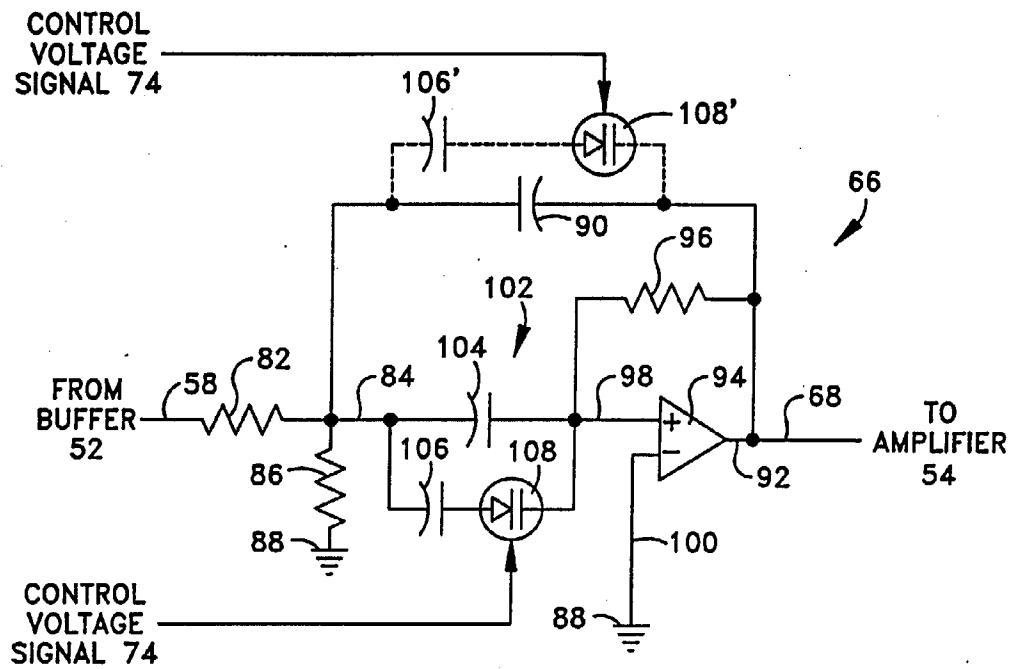 CONTROL
VOLTAGE
SIGNAL 74
106'
108'
66
90
96
102
104
82
FROM
BUFFER
52
58
84
98
94
68
TO
AMPLIFIER
54
+
−
92
86
106
108
88
100
88
CONTROL
VOLTAGE
SIGNAL 74